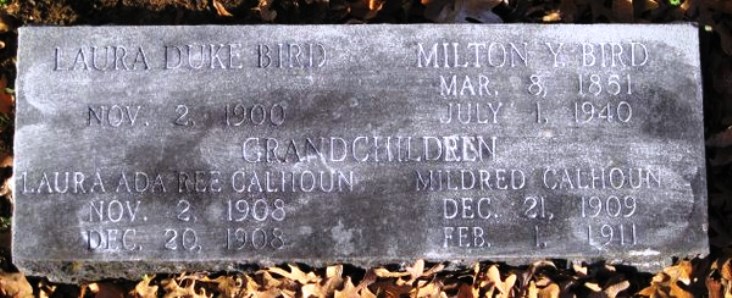 LAURA DUKE BIRD MILTON Y. BIRD
MAR. 8, 1861
NOV. 2, 1900 JULY 1, 1940
GRANDCHILDREN
LAURA ADA REE CALHOUN MILDRED CALHOUN
NOV. 2, 1908 DEC. 21, 1909
DEC. 20, 1908 FEB. 1, 1911